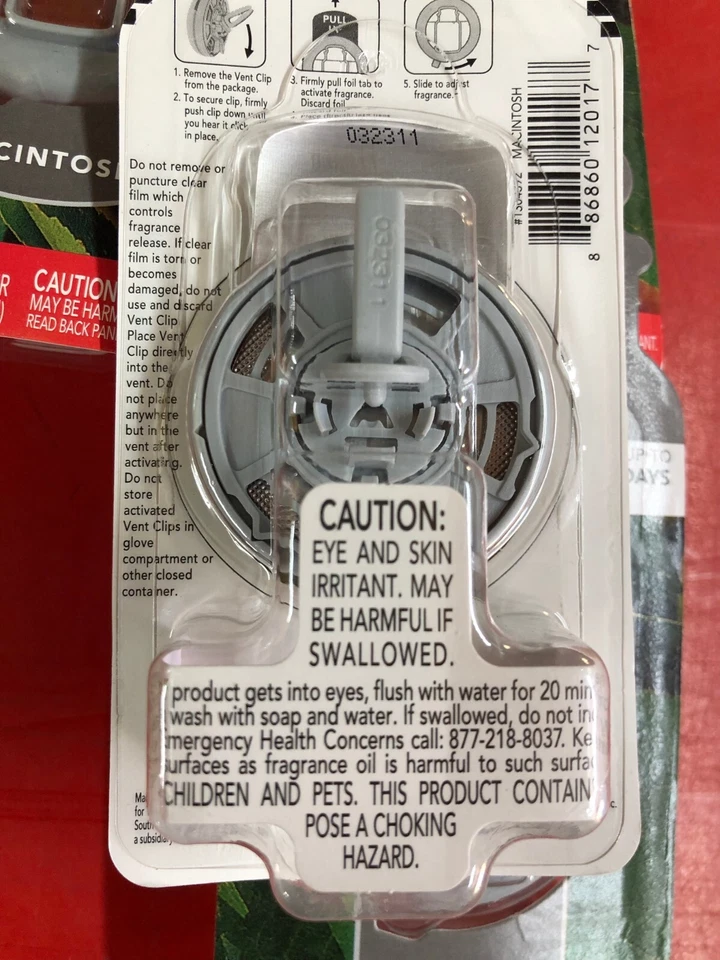 PULL
1. Remove the Vent Clip
from the package.
2. To secure clip, firmly
push clip down until
you hear it click
in place.
3. Firmly pull foil tab to
activate fragrance.
Discard foil
5. Slide to adjust
fragrance.
032311
032311
#1304392 MACINTOSH
8 86860 12017 7
CINTOSH
CAUTION
MAY BE HARM
READ BACK PAN
Do not remove or
puncture clear
film which
controls
fragrance
release. If clear
film is torn or
becomes
damaged, do not
use and discard
Vent Clip
Place Vent
Clip directly
into the
vent. Do
not place
anywhere
but in the
vent after
activating.
Do not
store
activated
Vent Clips in
glove
compartment or
other closed
container.
ANT.
UP TO
DAYS
CAUTION:
EYE AND SKIN
IRRITANT. MAY
BE HARMFUL IF
SWALLOWED.
product gets into eyes, flush with water for 20 min
wash with soap and water. If swallowed, do not in
mergency Health Concerns call: 877-218-8037. Ke
urfaces as fragrance oil is harmful to such surfa
CHILDREN AND PETS. THIS PRODUCT CONTAIN
POSE A CHOKING
HAZARD.
Ma
for
South
a subsidia